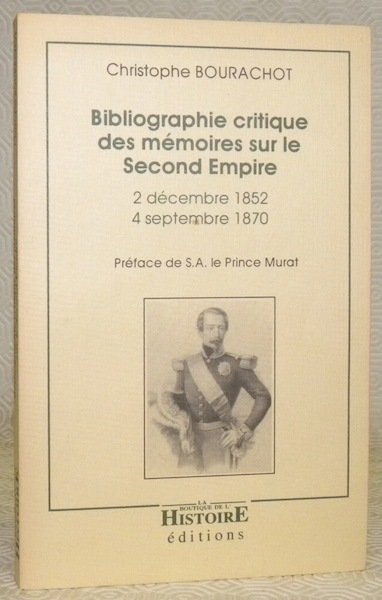 Christophe BOURACHOT
Bibliographie critique
des mémoires sur le
Second Empire
2 décembre 1852
4 septembre 1870
Préface de S.A. le Prince Murat
LA
BOUTIQUE DE L'
HISTOIRE
éditions